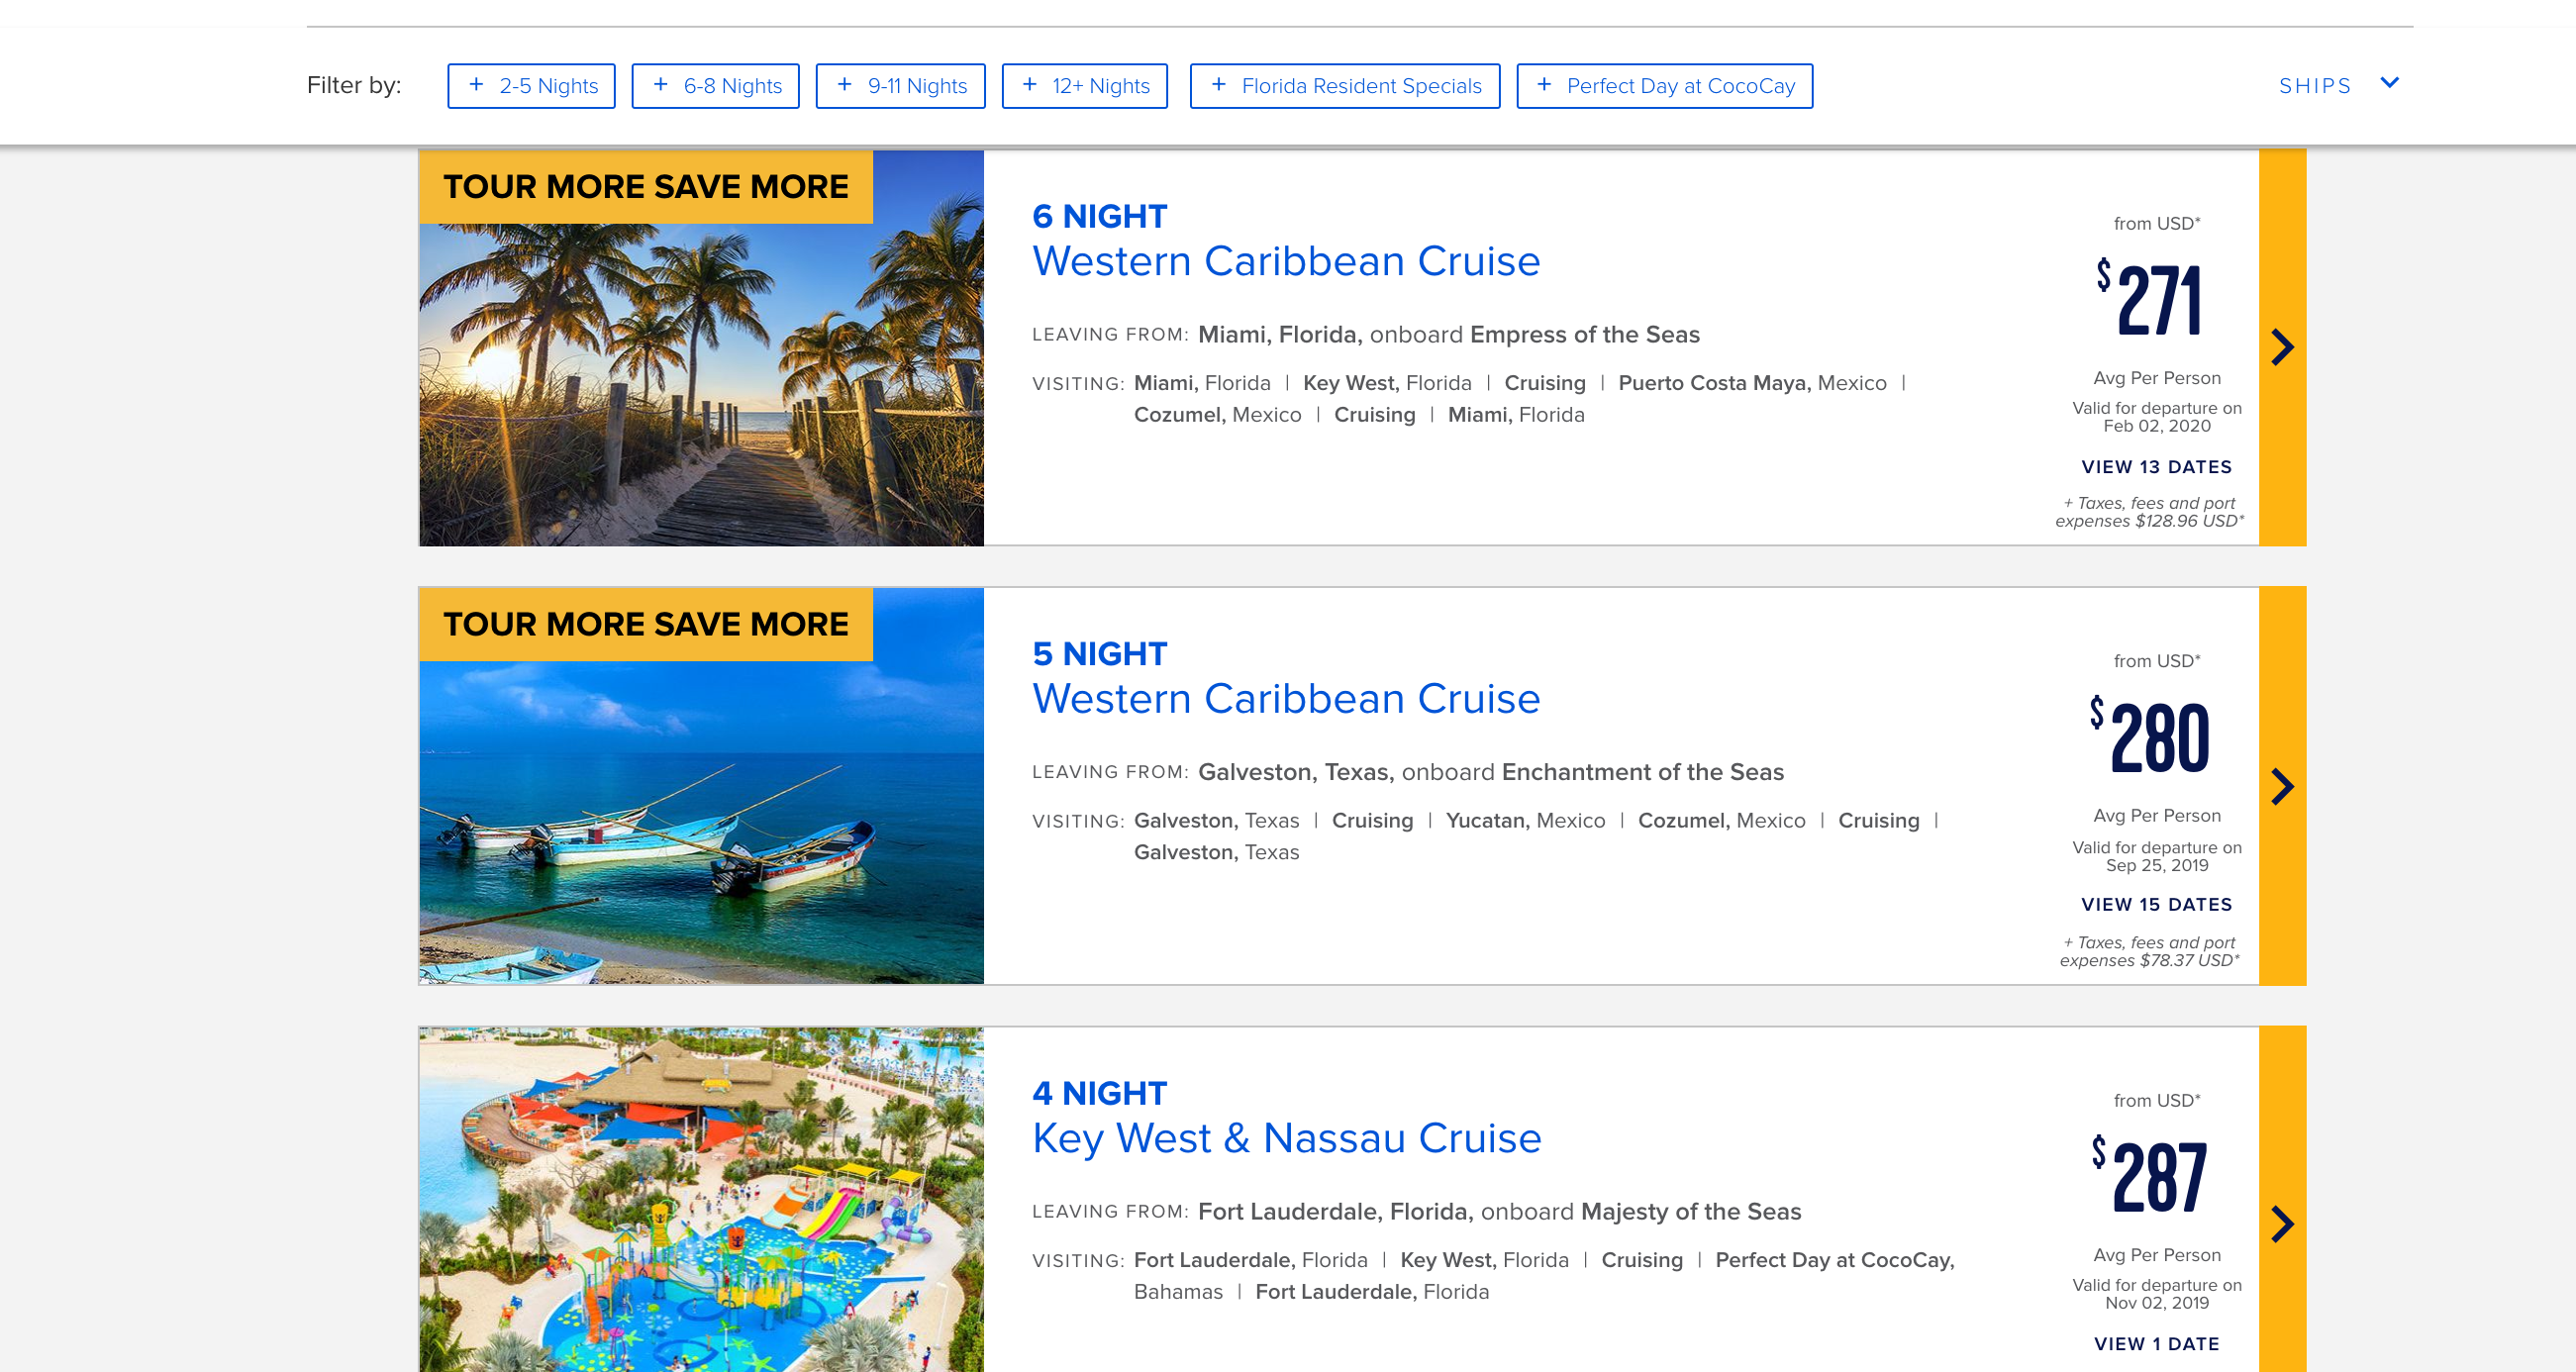 Filter by: + 2-5 Nights + 6-8 Nights + 9-11 Nights + 12+ Nights + Florida Resident Specials + Perfect Day at CocoCay SHIPS
TOUR MORE SAVE MORE
6 NIGHT
Western Caribbean Cruise
LEAVING FROM: Miami, Florida, onboard Empress of the Seas
VISITING: Miami, Florida | Key West, Florida | Cruising | Puerto Costa Maya, Mexico |
Cozumel, Mexico | Cruising | Miami, Florida
from USD*
$271
Avg Per Person
Valid for departure on
Feb 02, 2020
VIEW 13 DATES
+ Taxes, fees and port
expenses $128.96 USD*
TOUR MORE SAVE MORE
5 NIGHT
Western Caribbean Cruise
LEAVING FROM: Galveston, Texas, onboard Enchantment of the Seas
VISITING: Galveston, Texas | Cruising | Yucatan, Mexico | Cozumel, Mexico | Cruising |
Galveston, Texas
from USD*
$280
Avg Per Person
Valid for departure on
Sep 25, 2019
VIEW 15 DATES
+ Taxes, fees and port
expenses $78.37 USD*
4 NIGHT
Key West & Nassau Cruise
LEAVING FROM: Fort Lauderdale, Florida, onboard Majesty of the Seas
VISITING: Fort Lauderdale, Florida | Key West, Florida | Cruising | Perfect Day at CocoCay,
Bahamas | Fort Lauderdale, Florida
from USD*
$287
Avg Per Person
Valid for departure on
Nov 02, 2019
VIEW 1 DATE